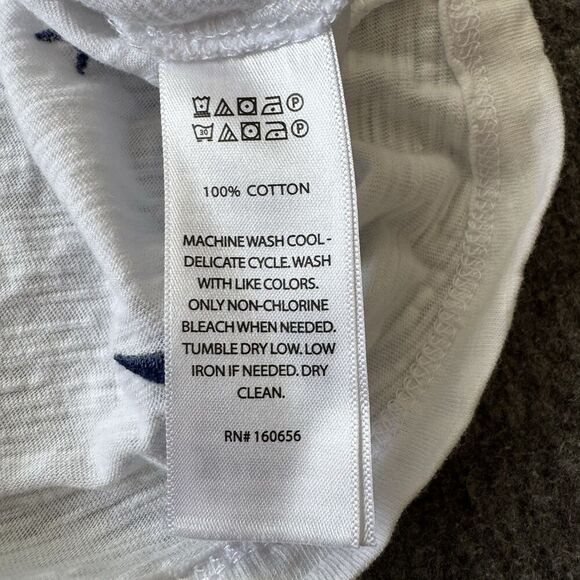 P
30 P
100% COTTON
MACHINE WASH COOL -
DELICATE CYCLE. WASH
WITH LIKE COLORS.
ONLY NON-CHLORINE
BLEACH WHEN NEEDED.
TUMBLE DRY LOW. LOW
IRON IF NEEDED. DRY
CLEAN.
RN# 160656